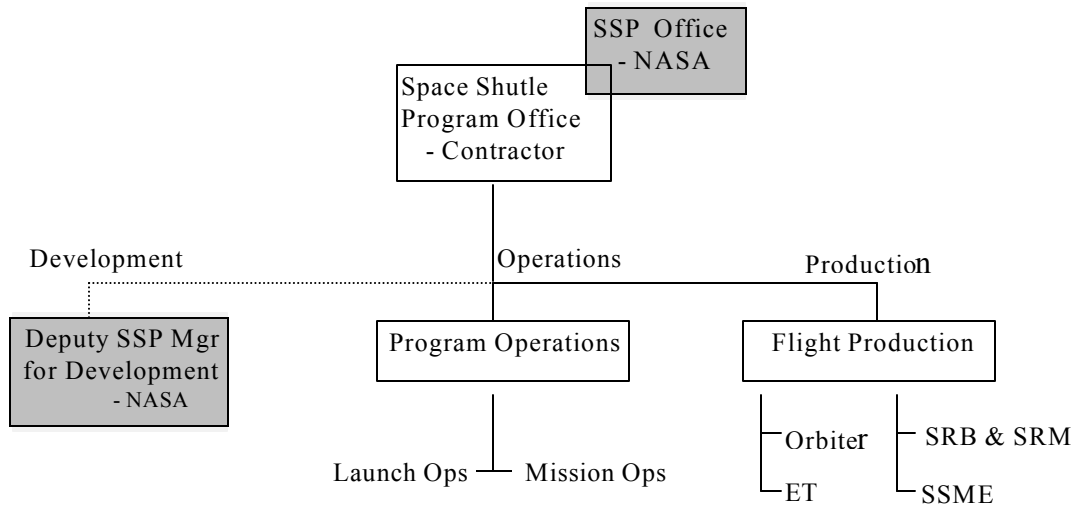 SSP Office
- NASA
Space Shutle
Program Office
- Contractor
Development
Operations
Production
Deputy SSP Mgr
for Development
- NASA
Program Operations
Flight Production
Orbiter
SRB & SRM
Launch Ops
Mission Ops
ET
SSME